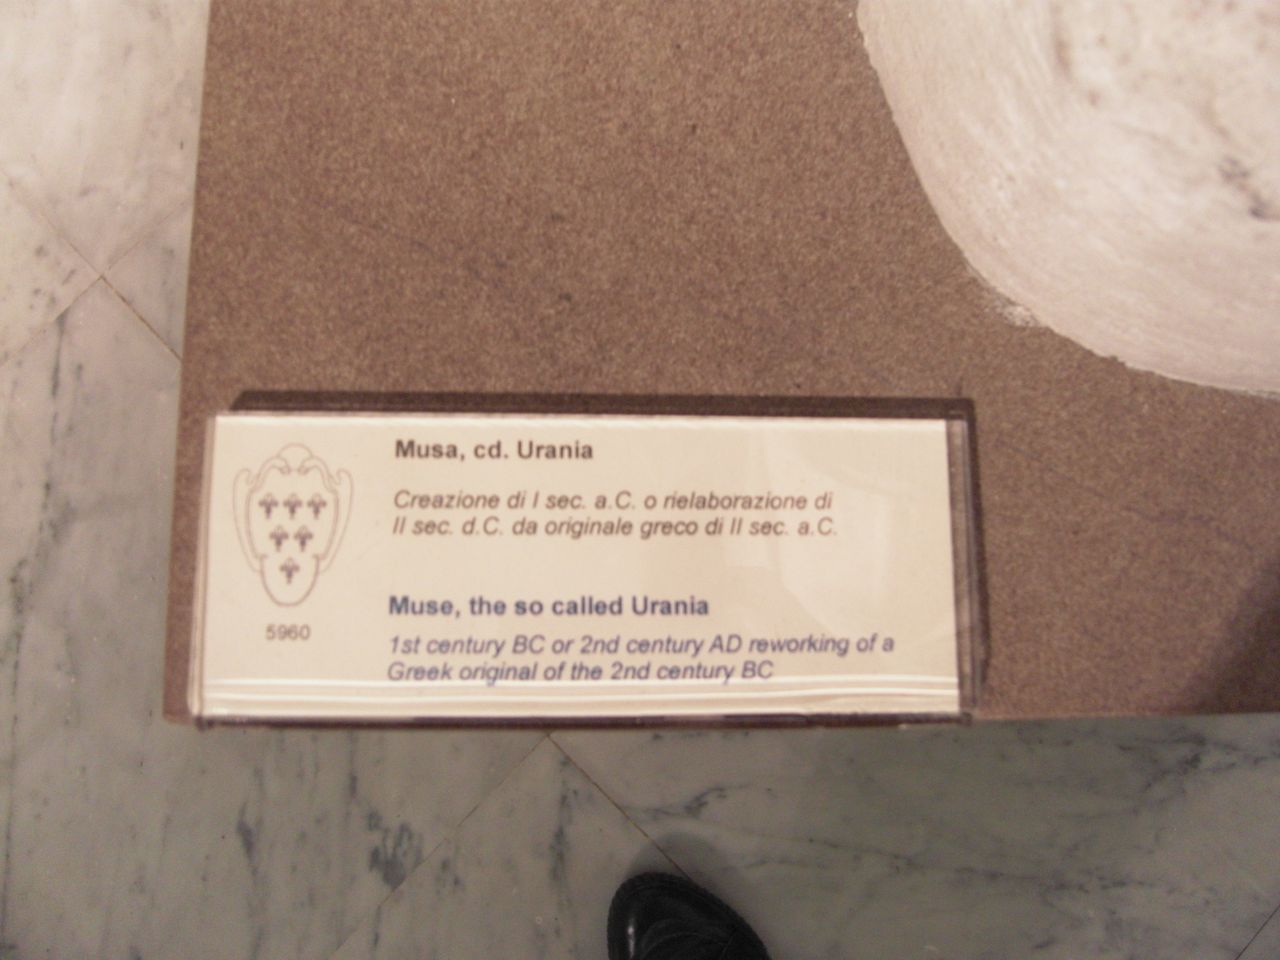 Musa, cd. Urania
Creazione di I sec. a.C. o rielaborazione di
II sec. d.C. da originale greco di II sec. a.C.
Muse, the so called Urania
1st century BC or 2nd century AD reworking of a
Greek original of the 2nd century BC
5960